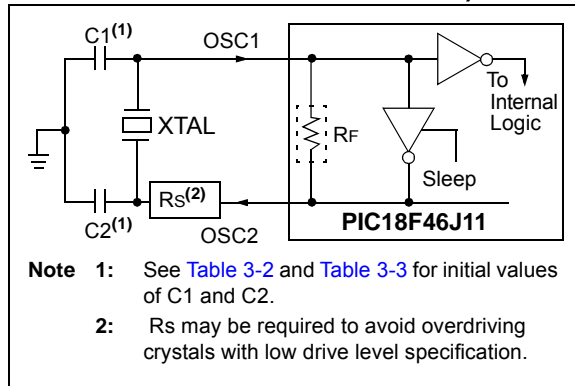 C1(1)
OSC1
To
Internal
Logic
XTAL
RF
Sleep
RS(2)
C2(1)
OSC2
PIC18F46J11
Note 1: See Table 3-2 and Table 3-3 for initial values
of C1 and C2.
2: Rs may be required to avoid overdriving
crystals with low drive level specification.